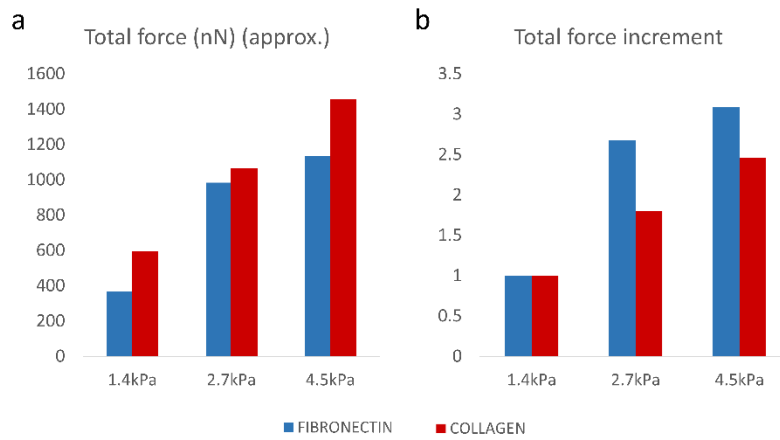 a
Total force (nN) (approx.)
1600
1400
1200
1000
800
600
400
200
0
1.4kPa 2.7kPa 4.5kPa
b
Total force increment
3.5
3
2.5
2
1.5
1
0.5
0
1.4kPa 2.7kPa 4.5kPa
FIBRONECTIN COLLAGEN